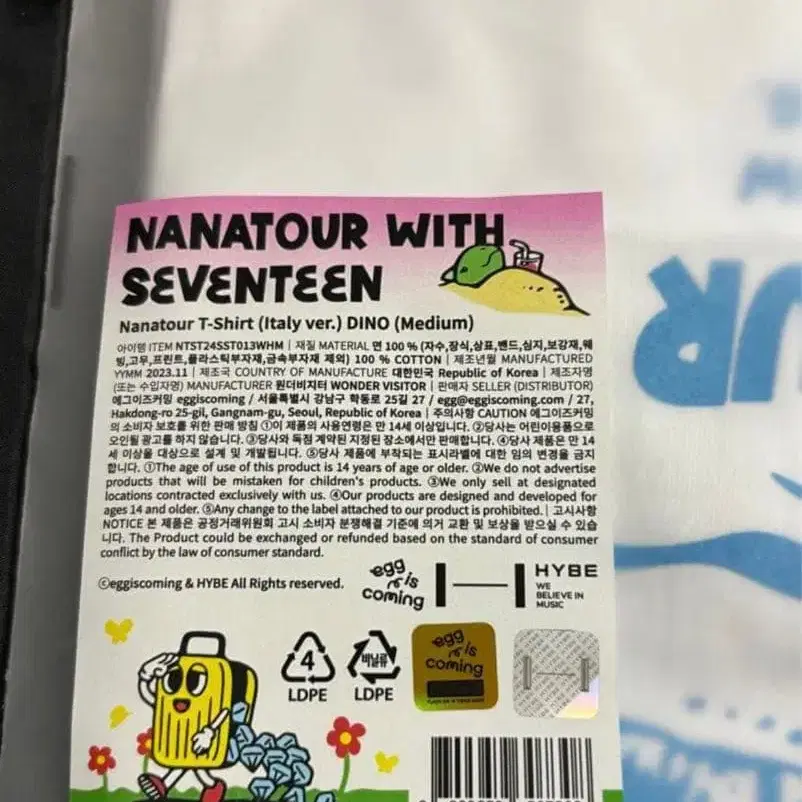 NANATOUR WITH
SEVENTEEN
Nanatour T-Shirt (Italy ver.) DINO (Medium)
아이템 ITEM NTST24SST013WHM | 재질 MATERIAL 면 100 % (자수,장식,상표,밴드,심지,보강재,웨
빙,고무,프린트,플라스틱부자재,금속부자재 제외) 100 % COTTON | 제조년월 MANUFACTURED
YYMM 2023.11 | 제조국 COUNTRY OF MANUFACTURE 대한민국 Republic of Korea | 제조자명
(또는 수입자명) MANUFACTURER 원더비지터 WONDER VISITOR | 판매자 SELLER (DISTRIBUTOR)
에그이즈커밍 eggiscoming / 서울특별시 강남구 학동로 25길 27 / egg@eggiscoming.com / 27,
Hakdong-ro 25-gil, Gangnam-gu, Seoul, Republic of Korea | 주의사항 CAUTION 에그이즈커밍
의 소비자 보호를 위한 판매 방침 ①이 제품의 사용연령은 만 14세 이상입니다. ②당사는 어린이용품으로
오인될 광고를 하지 않습니다. ③당사와 독점 계약된 지정된 장소에서만 판매합니다. ④당사 제품은 만 14
세 이상을 대상으로 설계 및 개발됩니다. ⑤당사 제품에 부착되는 표시라벨에 대한 임의 변경을 금지
합니다. ①The age of use of this product is 14 years of age or older. ②We do not advertise
products that will be mistaken for children's products. ③We only sell at designated
locations contracted exclusively with us. ④Our products are designed and developed for
ages 14 and older. ⑤Any change to the label attached to our product is prohibited. | 고시사항
NOTICE 본 제품은 공정거래위원회 고시 소비자 분쟁해결 기준에 의거 교환 및 보상을 받으실 수 있습
니다. The Product could be exchanged or refunded based on the standard of consumer
conflict by the law of consumer standard.
©eggiscoming & HYBE All Rights reserved.
egg is coming
HYBE
WE
BELIEVE IN
MUSIC
4
LDPE
비닐류
LDPE
egg is
coming
UR